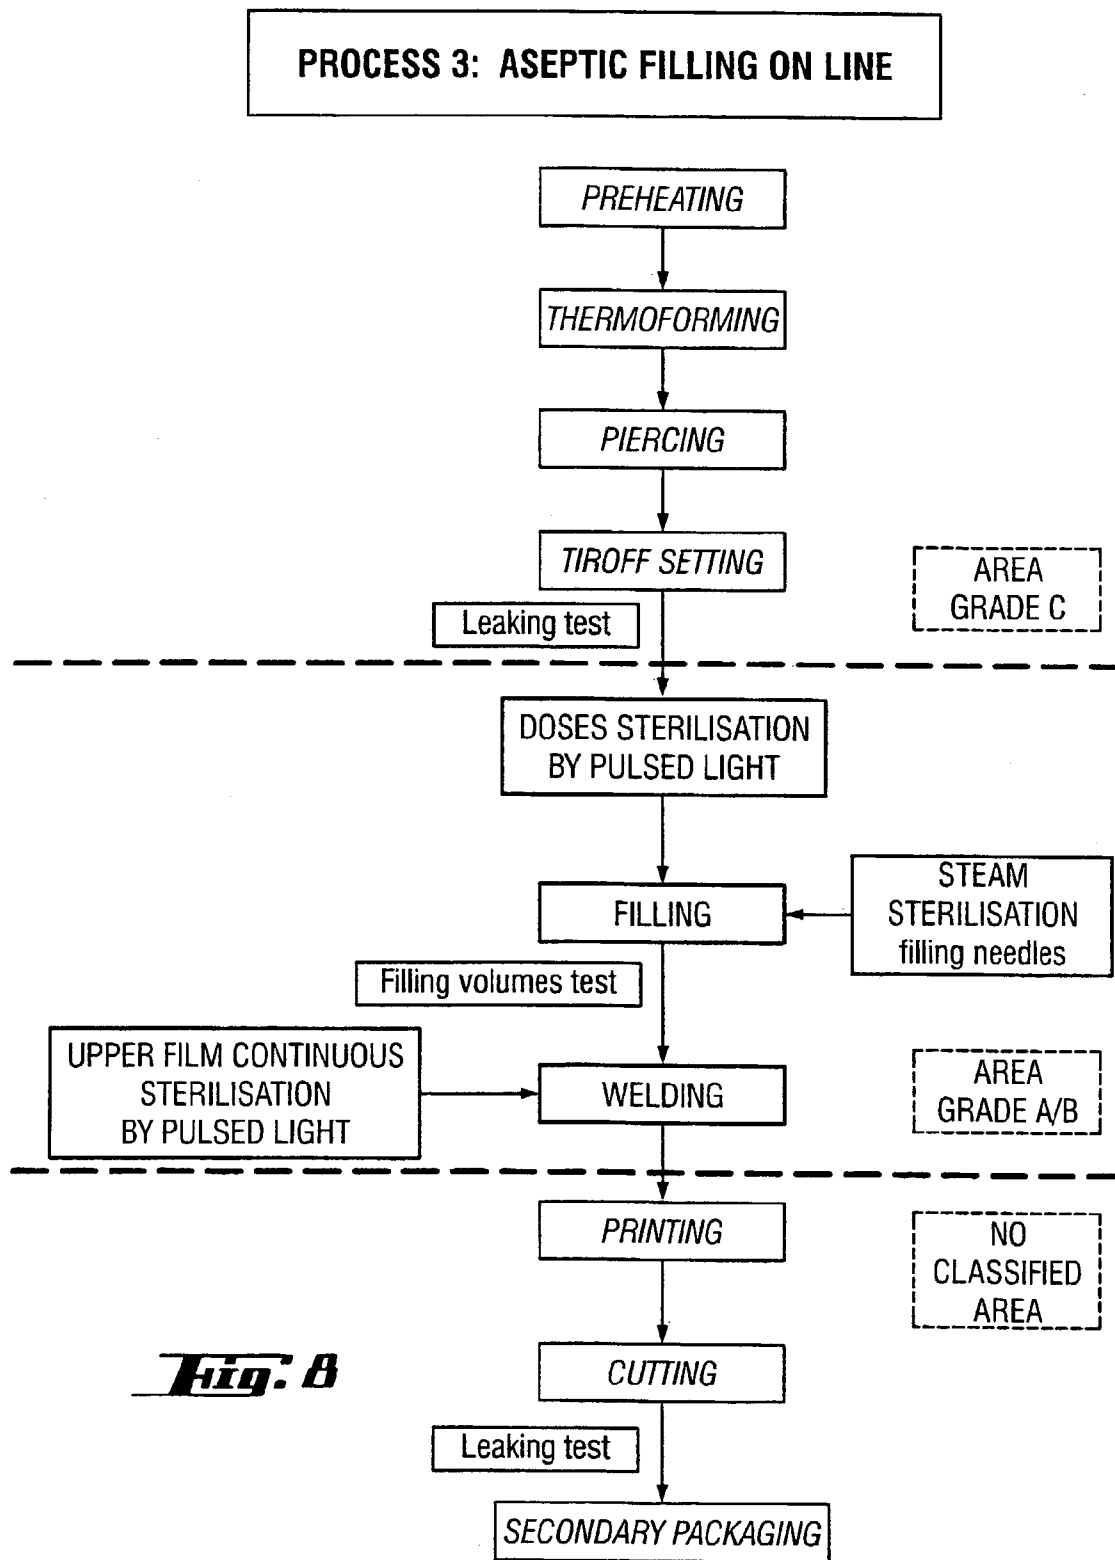 PROCESS 3: ASEPTIC FILLING ON LINE
PREHEATING
THERMOFORMING
PIERCING
TIROFF SETTING
AREA
GRADE C
Leaking test
DOSES STERILISATION
BY PULSED LIGHT
FILLING
STEAM
STERILISATION
filling needles
Filling volumes test
UPPER FILM CONTINUOUS
STERILISATION
BY PULSED LIGHT
WELDING
AREA
GRADE A/B
PRINTING
NO
CLASSIFIED
AREA
CUTTING
Fig. 8
Leaking test
SECONDARY PACKAGING